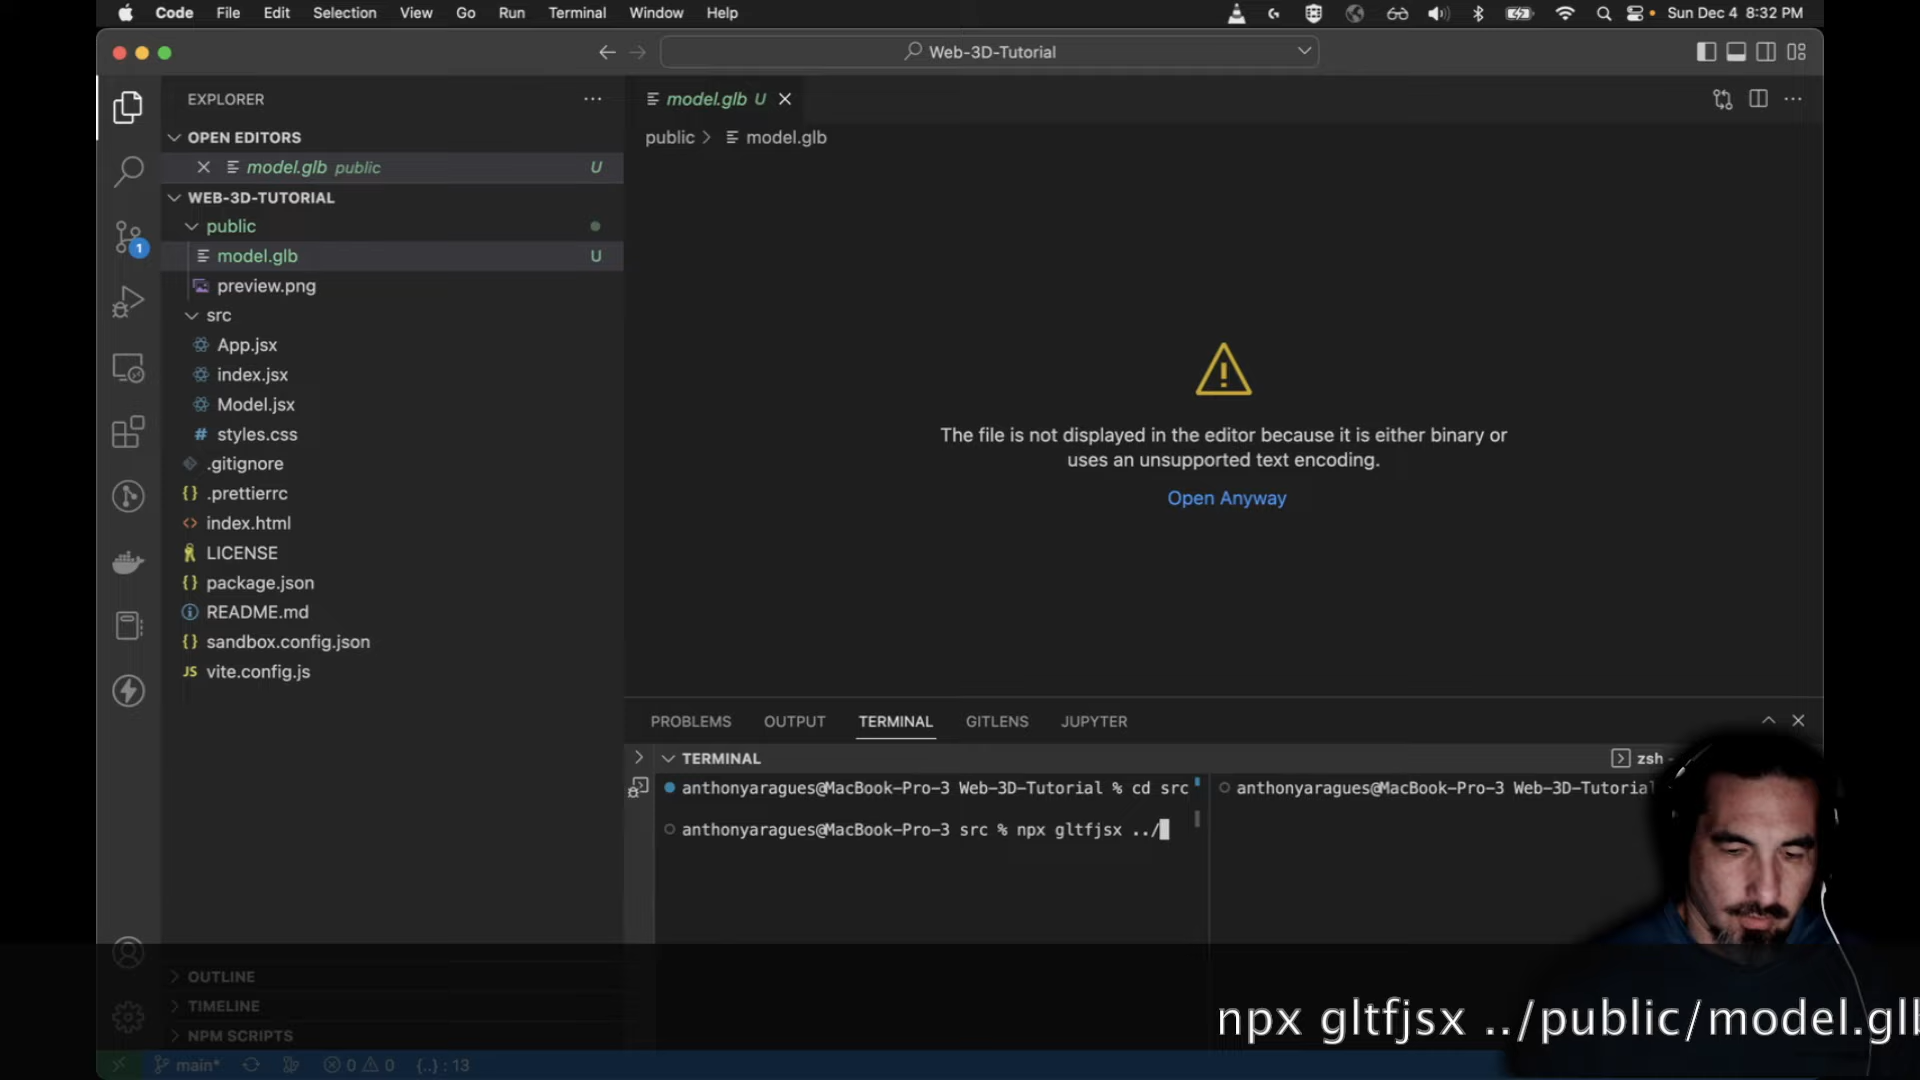 Code File Edit Selection View Go Run Terminal Window Help Sun Dec 4 8:32 PM
Web-3D-Tutorial
EXPLORER
model.glb U
OPEN EDITORS
public > model.glb
model.glb public U
WEB-3D-TUTORIAL
public
model.glb U
preview.png
src
App.jsx
index.jsx
Model.jsx
styles.css
.gitignore
.prettierrc
index.html
LICENSE
package.json
README.md
sandbox.config.json
vite.config.js
1
The file is not displayed in the editor because it is either binary or
uses an unsupported text encoding.
Open Anyway
PROBLEMS OUTPUT TERMINAL GITLENS JUPYTER
TERMINAL
zsh
anthonyaragues@MacBook-Pro-3 Web-3D-Tutorial % cd src
anthonyaragues@MacBook-Pro-3 Web-3D-Tutorial
anthonyaragues@MacBook-Pro-3 src % npx gltfjsx ../
OUTLINE
TIMELINE
NPM SCRIPTS
npx gltfjsx ../public/model.glb
main* 0 0 {..} : 13